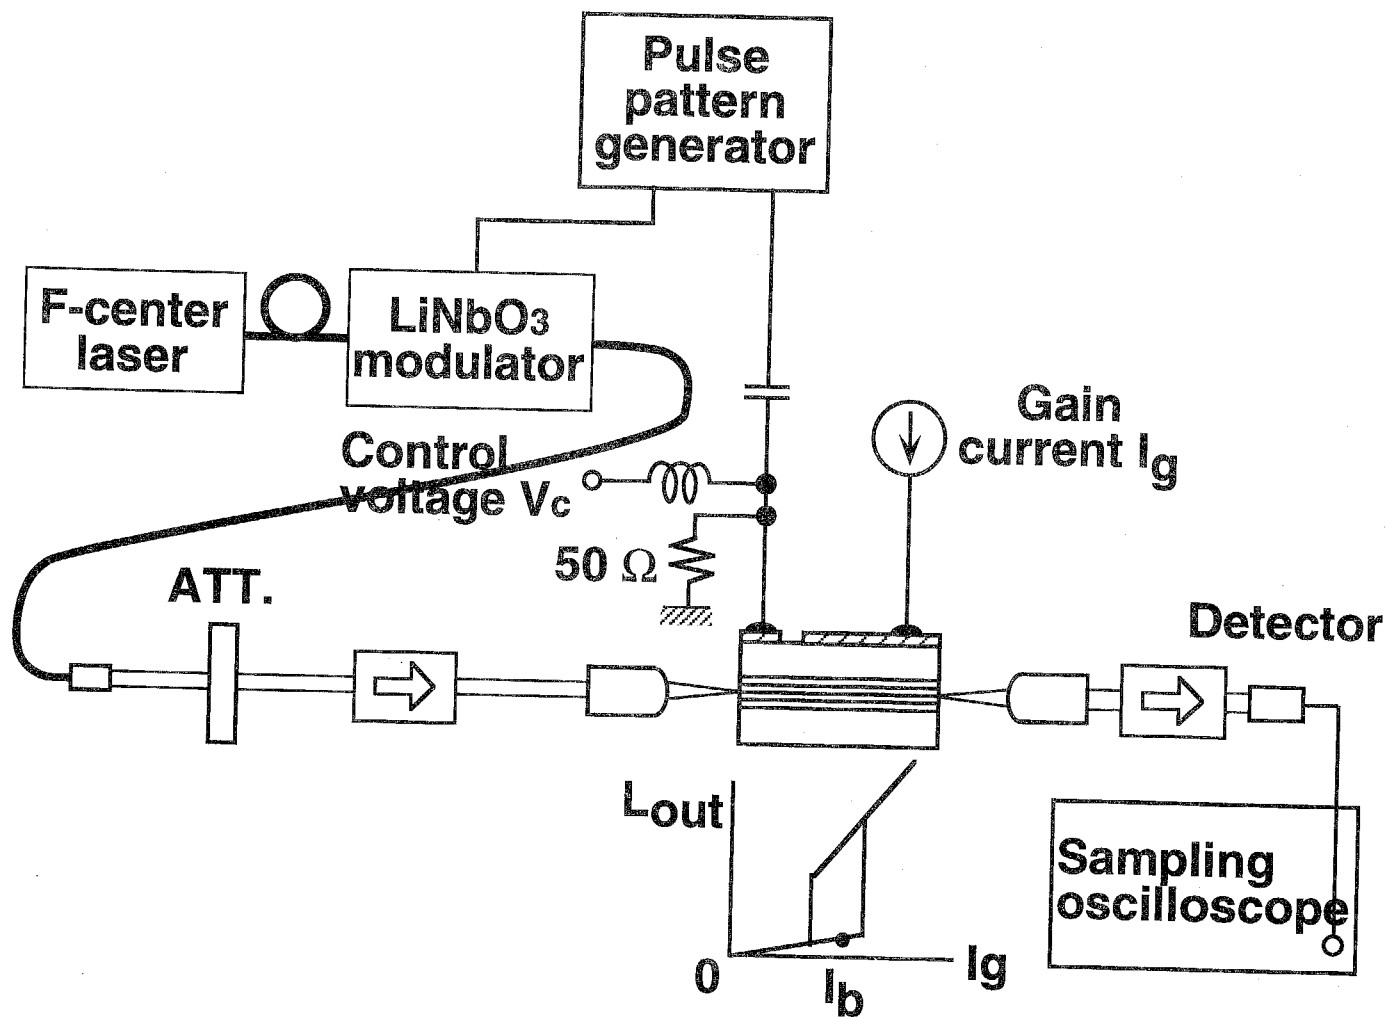 Pulse
pattern
generator
F-center
laser
LiNbO3
modulator
Control
voltage Vc
Gain
current Ig
50 Ω
ATT.
Detector
Lout
Sampling
oscilloscope
0
Ib
Ig